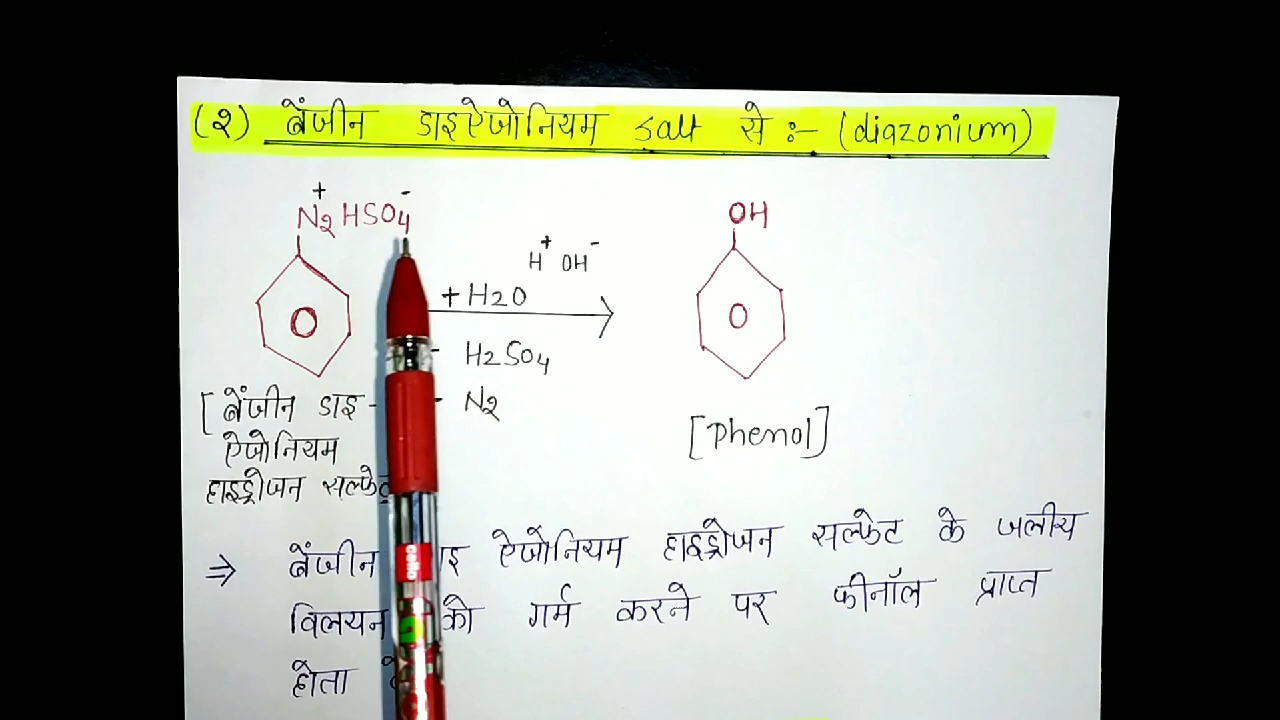 (२) बेंजीन डाइऐजोनियम salt से :- (diazonium)
+ -
N2 HSO4
H+ OH-
+ H2O
- H2SO4
- N2
OH
[बेंजीन डाइ-
ऐजोनियम
हाइड्रोजन सल्फेट
[Phenol]
⇒ बेंजीन डाइ ऐजोनियम हाइड्रोजन सल्फेट के जलीय
विलयन को गर्म करने पर फीनॉल प्राप्त
होता
cello